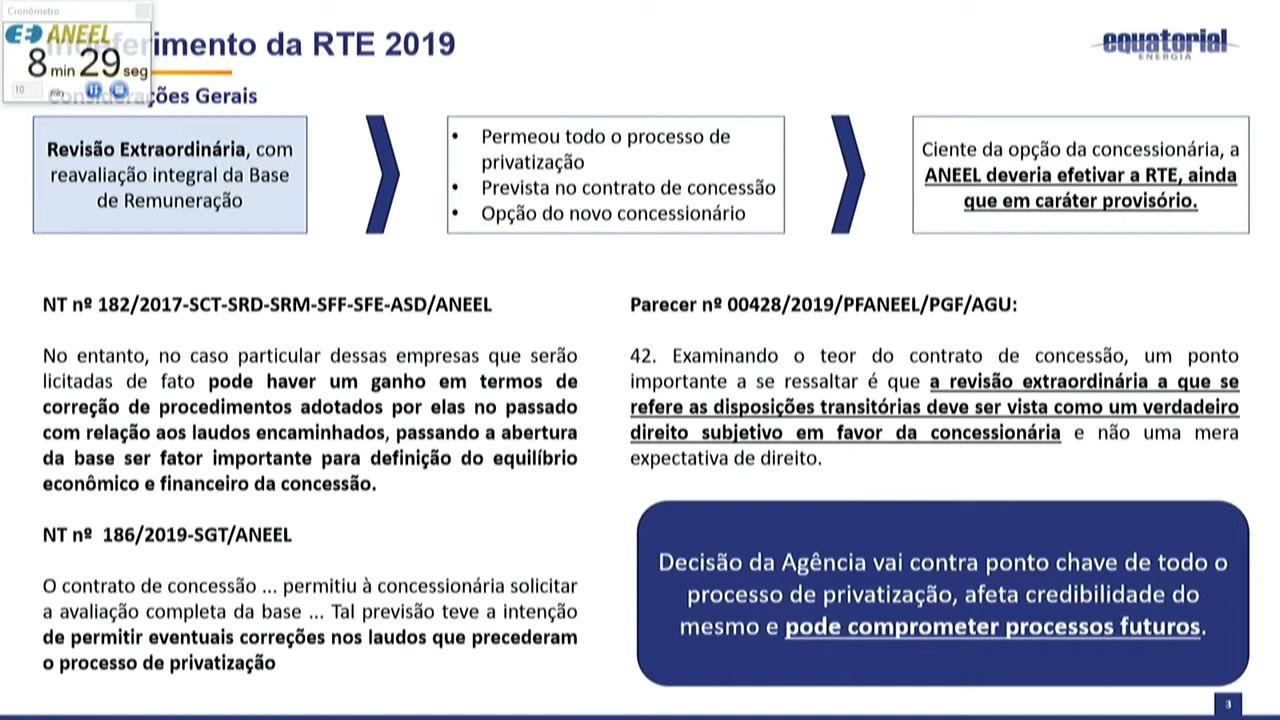 Cronômetro
ANEEL
8 min 29 seg
10 min
Indeferimento da RTE 2019
equatorial
ENERGIA
Considerações Gerais
Revisão Extraordinária, com
reavaliação integral da Base
de Remuneração
• Permeou todo o processo de
privatização
• Prevista no contrato de concessão
• Opção do novo concessionário
Ciente da opção da concessionária, a
ANEEL deveria efetivar a RTE, ainda
que em caráter provisório.
NT nº 182/2017-SCT-SRD-SRM-SFF-SFE-ASD/ANEEL
No entanto, no caso particular dessas empresas que serão
licitadas de fato pode haver um ganho em termos de
correção de procedimentos adotados por elas no passado
com relação aos laudos encaminhados, passando a abertura
da base ser fator importante para definição do equilíbrio
econômico e financeiro da concessão.
NT nº 186/2019-SGT/ANEEL
O contrato de concessão ... permitiu à concessionária solicitar
a avaliação completa da base ... Tal previsão teve a intenção
de permitir eventuais correções nos laudos que precederam
o processo de privatização
Parecer nº 00428/2019/PFANEEL/PGF/AGU:
42. Examinando o teor do contrato de concessão, um ponto
importante a se ressaltar é que a revisão extraordinária a que se
refere as disposições transitórias deve ser vista como um verdadeiro
direito subjetivo em favor da concessionária e não uma mera
expectativa de direito.
Decisão da Agência vai contra ponto chave de todo o
processo de privatização, afeta credibilidade do
mesmo e pode comprometer processos futuros.
3